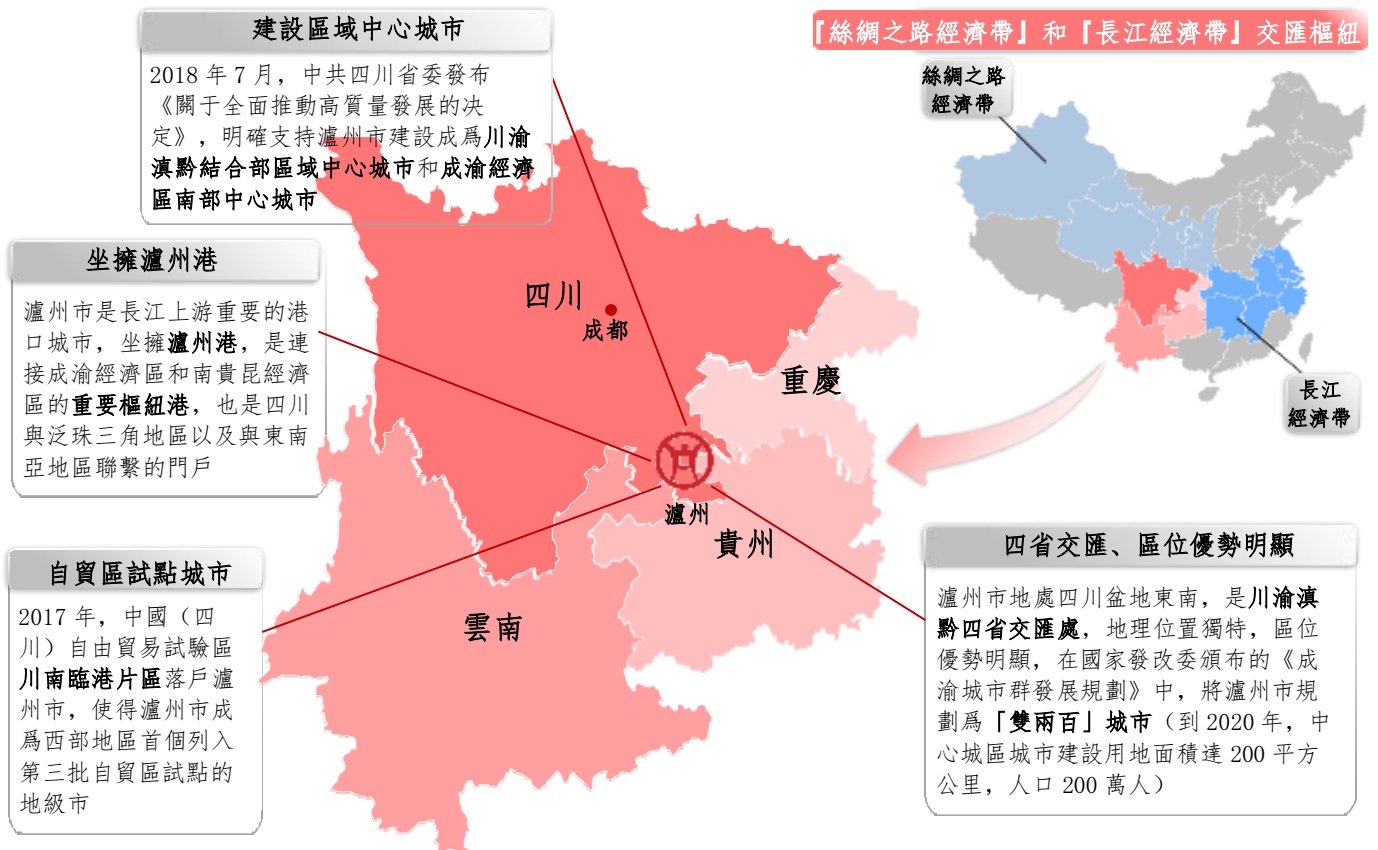 建設區域中心城市
2018 年 7 月，中共四川省委發布
《關于全面推動高質量發展的决
定》，明確支持瀘州市建設成爲川渝
滇黔結合部區域中心城市和成渝經濟
區南部中心城市
『絲綢之路經濟帶』和『長江經濟帶』交匯樞紐
絲綢之路
經濟帶
長江
經濟帶
坐擁瀘州港
瀘州市是長江上游重要的港
口城市，坐擁瀘州港，是連
接成渝經濟區和南貴昆經濟
區的重要樞紐港，也是四川
與泛珠三角地區以及與東南
亞地區聯繫的門戶
四川
成都
重慶
瀘州
貴州
雲南
自貿區試點城市
2017 年，中國（四
川）自由貿易試驗區
川南臨港片區落戶瀘
州市，使得瀘州市成
爲西部地區首個列入
第三批自貿區試點的
地級市
四省交匯、區位優勢明顯
瀘州市地處四川盆地東南，是川渝滇
黔四省交匯處，地理位置獨特，區位
優勢明顯，在國家發改委頒布的《成
渝城市群發展規劃》中，將瀘州市規
劃爲「雙兩百」城市（到 2020 年，中
心城區城市建設用地面積達 200 平方
公里，人口 200 萬人）